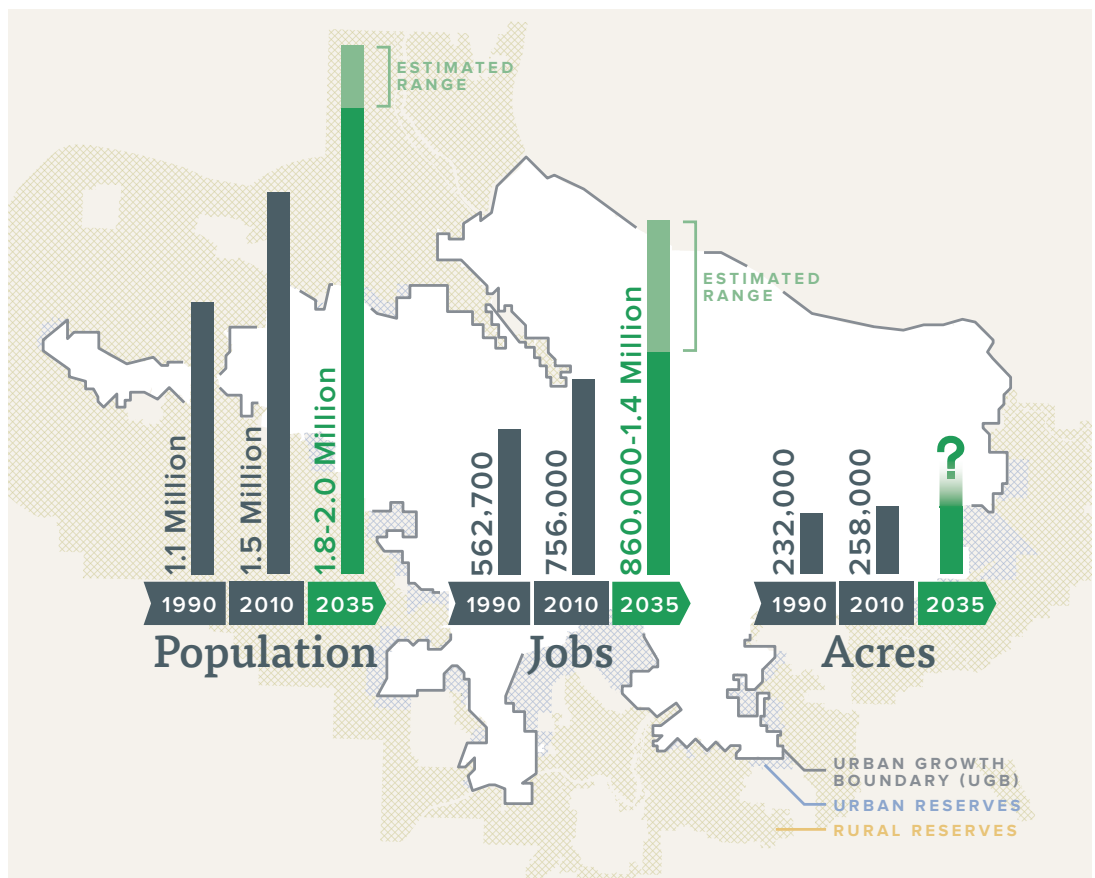 ESTIMATED
RANGE
1.1 Million
1.5 Million
1.8-2.0 Million
1990 2010 2035
Population
ESTIMATED
RANGE
562,700
756,000
860,000-1.4 Million
1990 2010 2035
Jobs
232,000
258,000
?
1990 2010 2035
Acres
URBAN GROWTH
BOUNDARY (UGB)
URBAN RESERVES
RURAL RESERVES